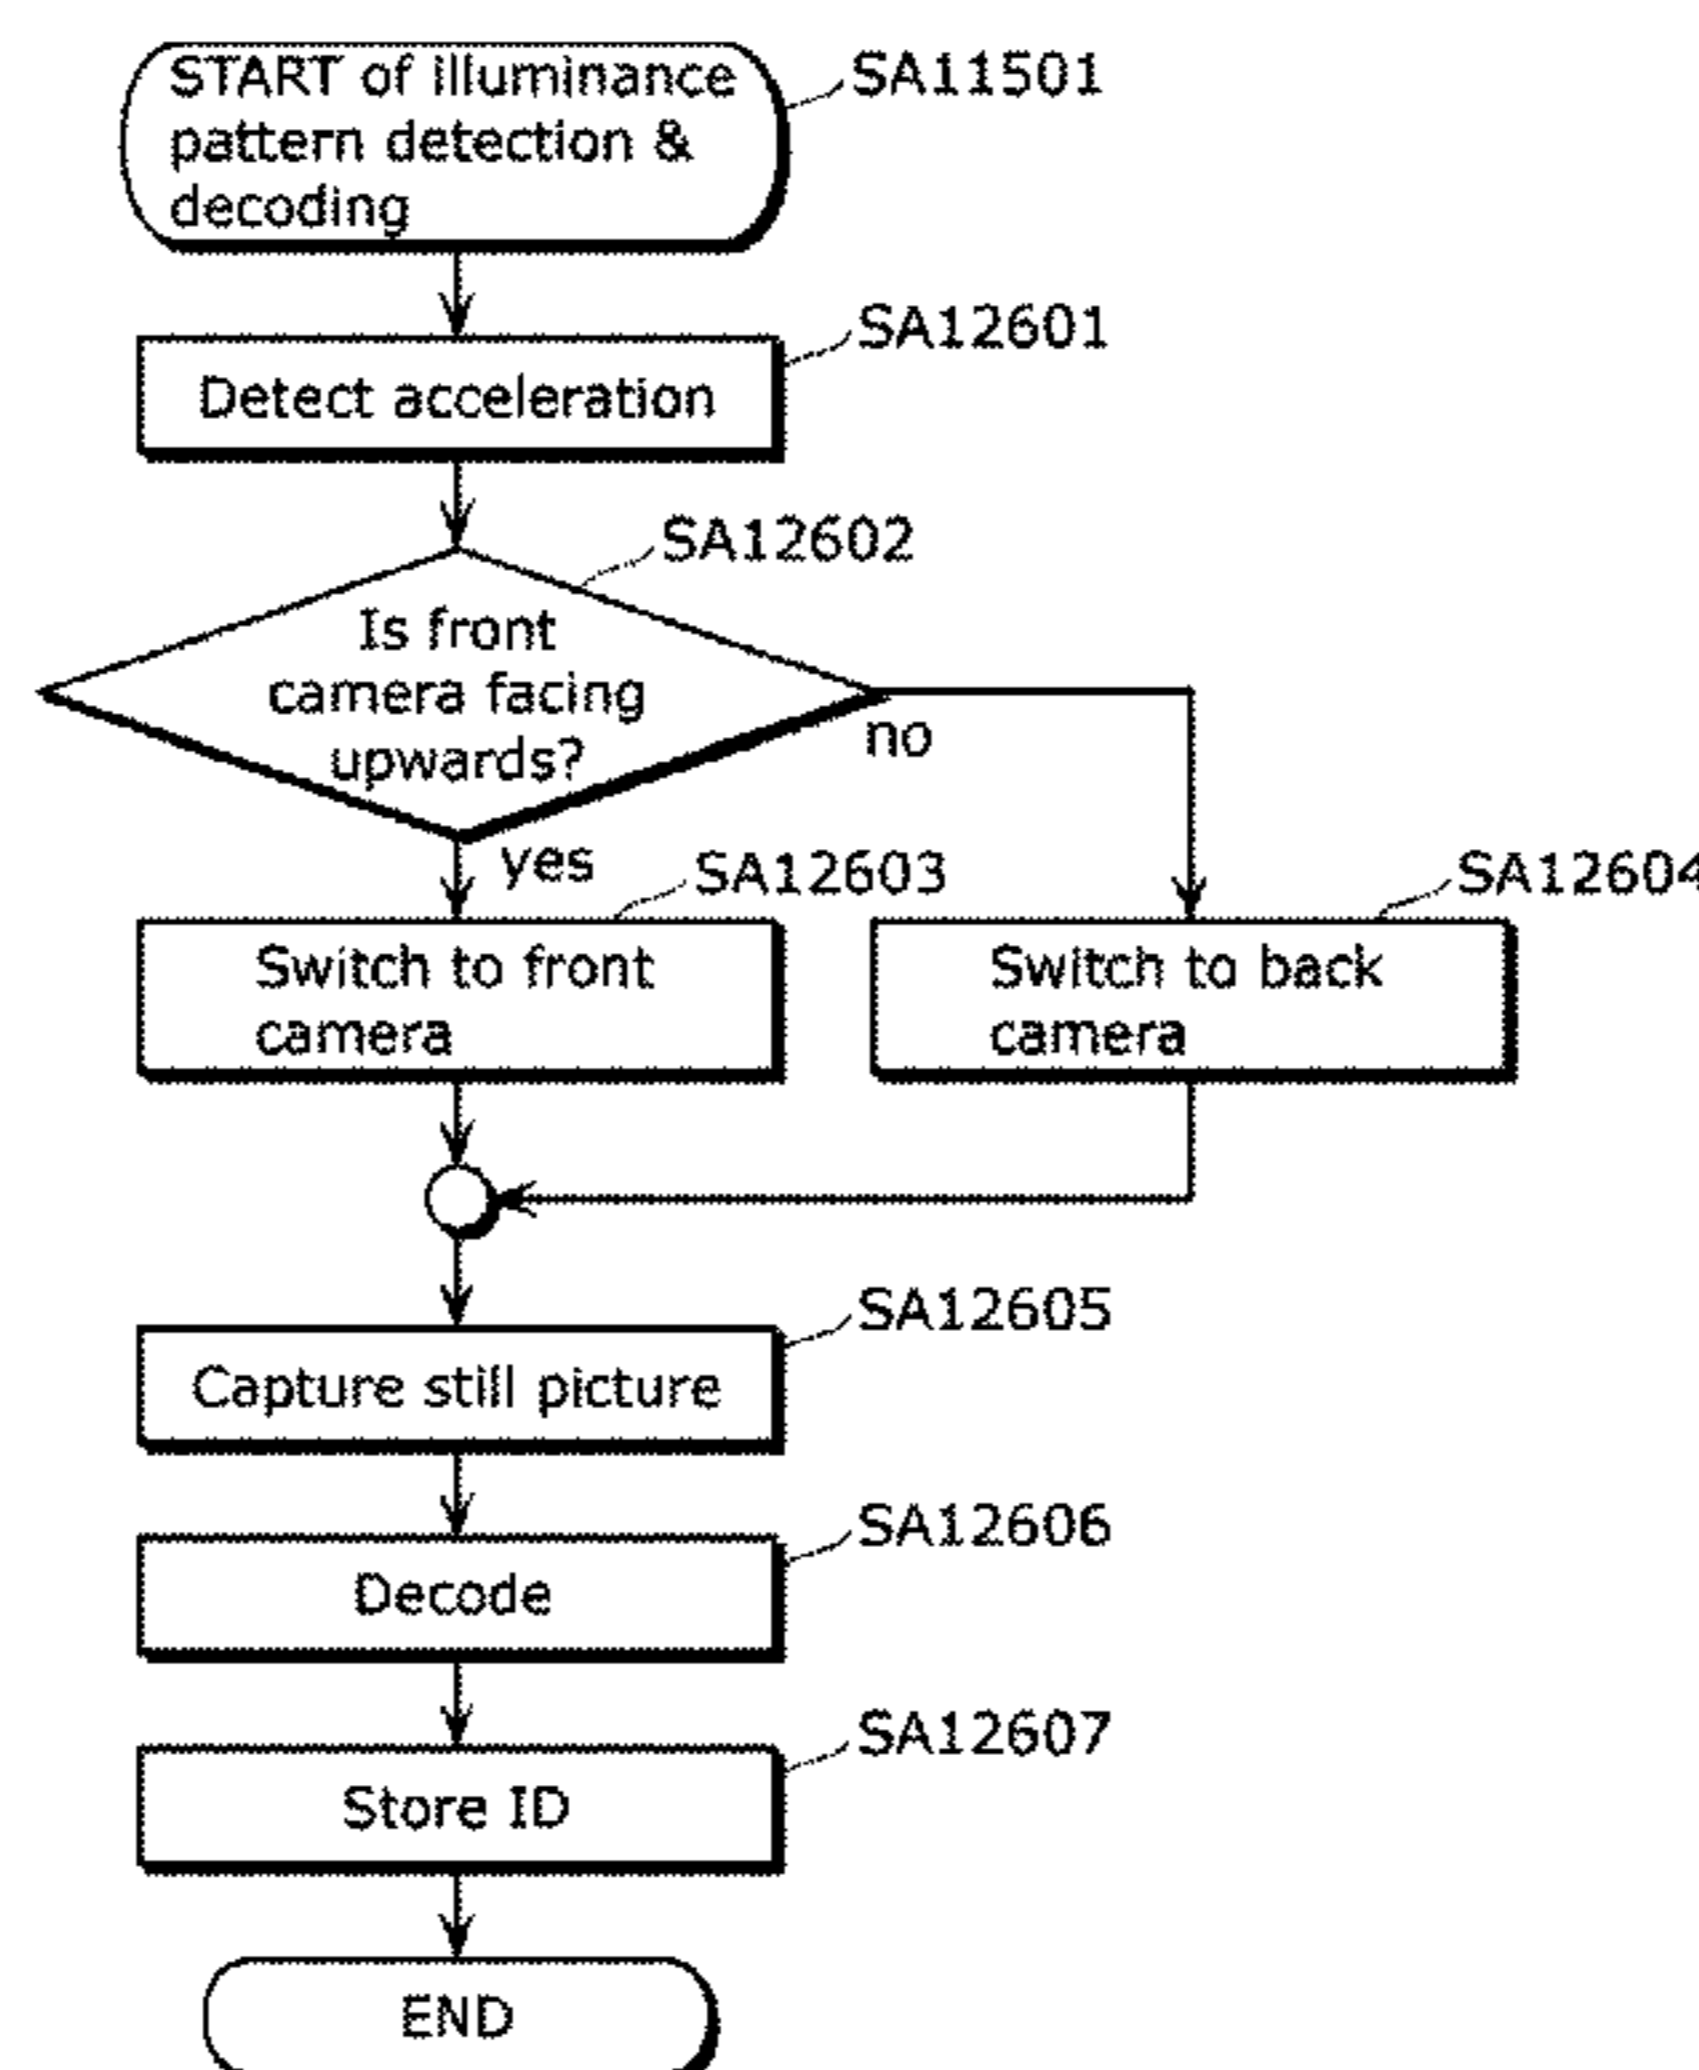 START of illuminance
pattern detection &
decoding
SA11501
SA12601
Detect acceleration
SA12602
Is front
camera facing
upwards?
no
yes
SA12603
SA12604
Switch to front
camera
Switch to back
camera
SA12605
Capture still picture
SA12606
Decode
SA12607
Store ID
END